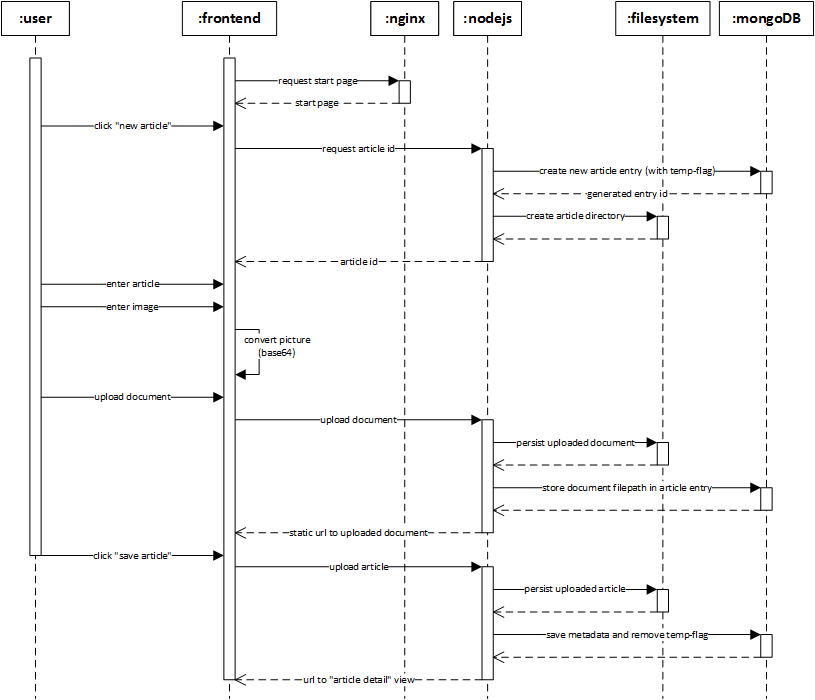 :user
:frontend
:nginx
:nodejs
:filesystem
:mongoDB
request start page
start page
click "new article"
request article id
create new article entry (with temp-flag)
generated entry id
create article directory
article id
enter article
enter image
convert picture
(base64)
upload document
upload document
persist uploaded document
store document filepath in article entry
static url to uploaded document
click "save article"
upload article
persist uploaded article
save metadata and remove temp-flag
url to "article detail" view